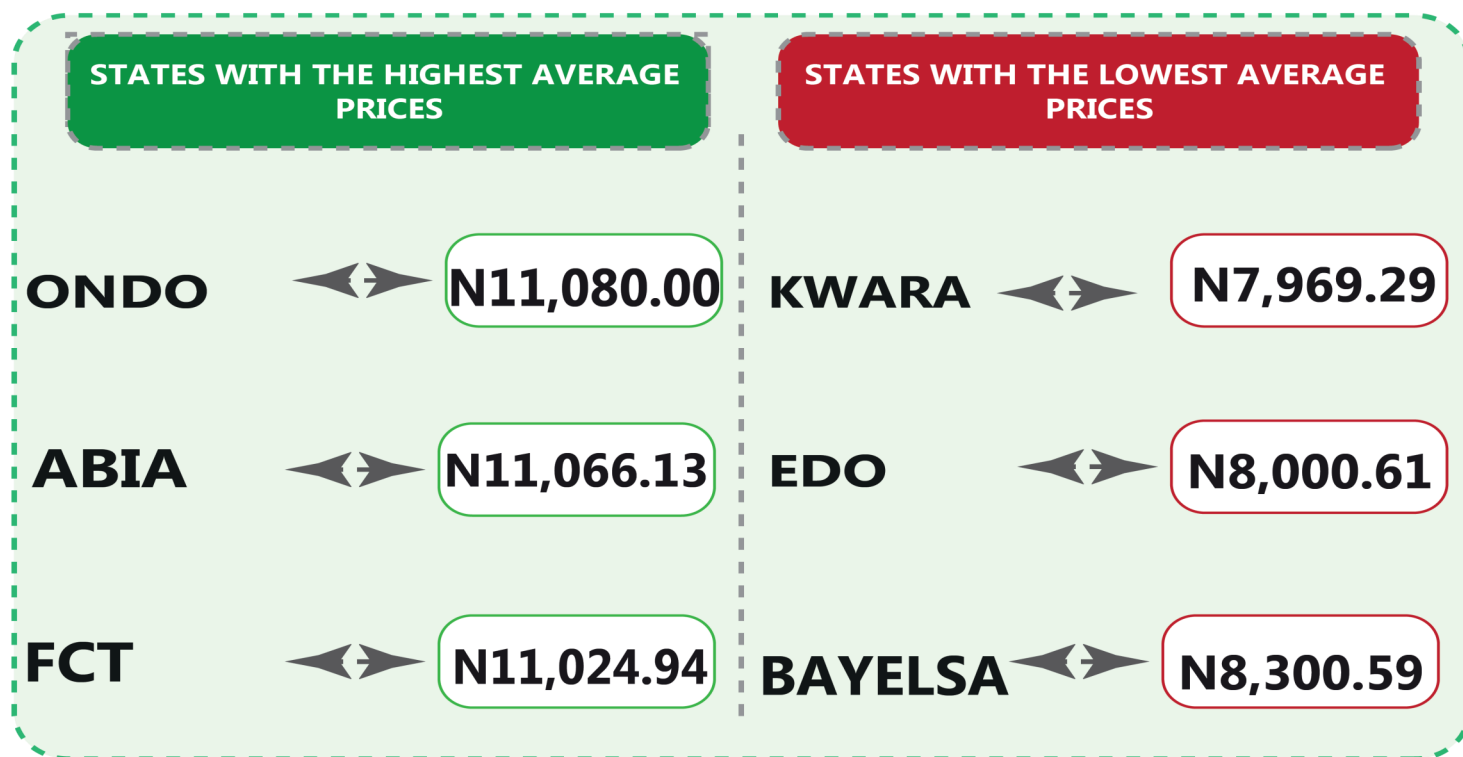 STATES WITH THE HIGHEST AVERAGE
PRICES
ONDO N11,080.00
ABIA N11,066.13
FCT N11,024.94
STATES WITH THE LOWEST AVERAGE
PRICES
KWARA N7,969.29
EDO N8,000.61
BAYELSA N8,300.59